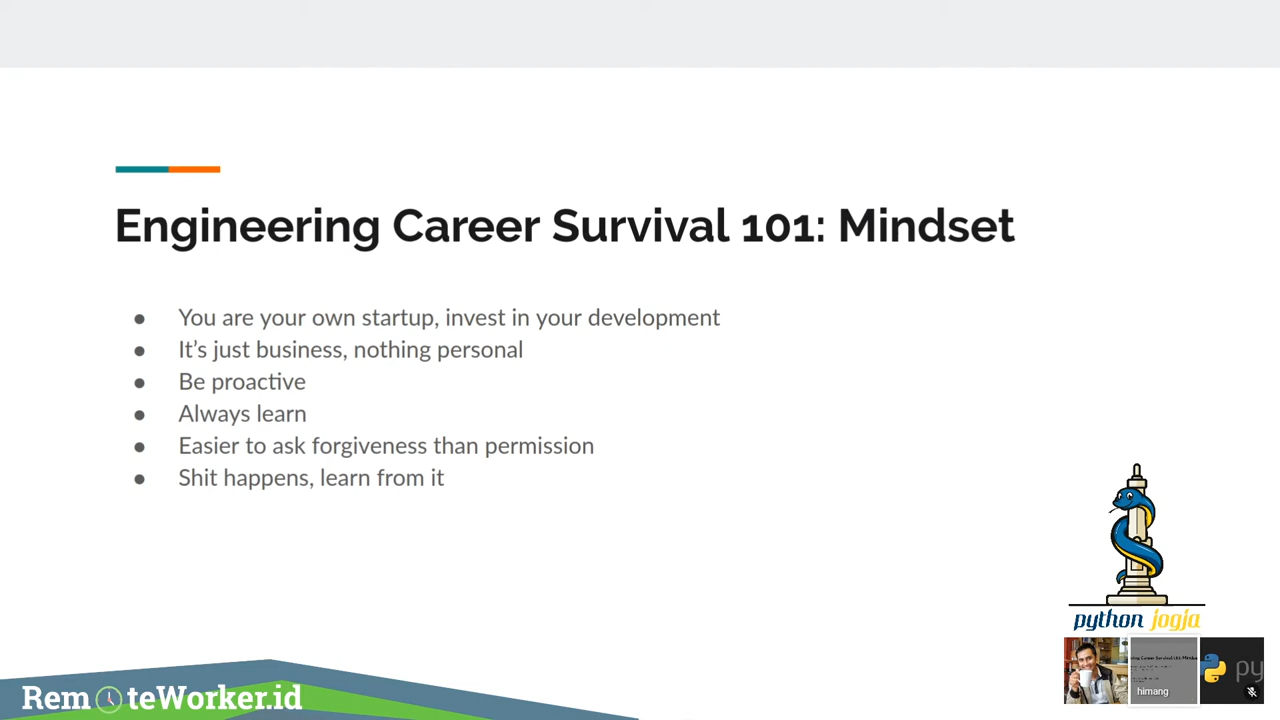 Engineering Career Survival 101: Mindset
● You are your own startup, invest in your development
● It's just business, nothing personal
● Be proactive
● Always learn
● Easier to ask forgiveness than permission
● Shit happens, learn from it
python jogja
himang
py
RemoteWorker.id